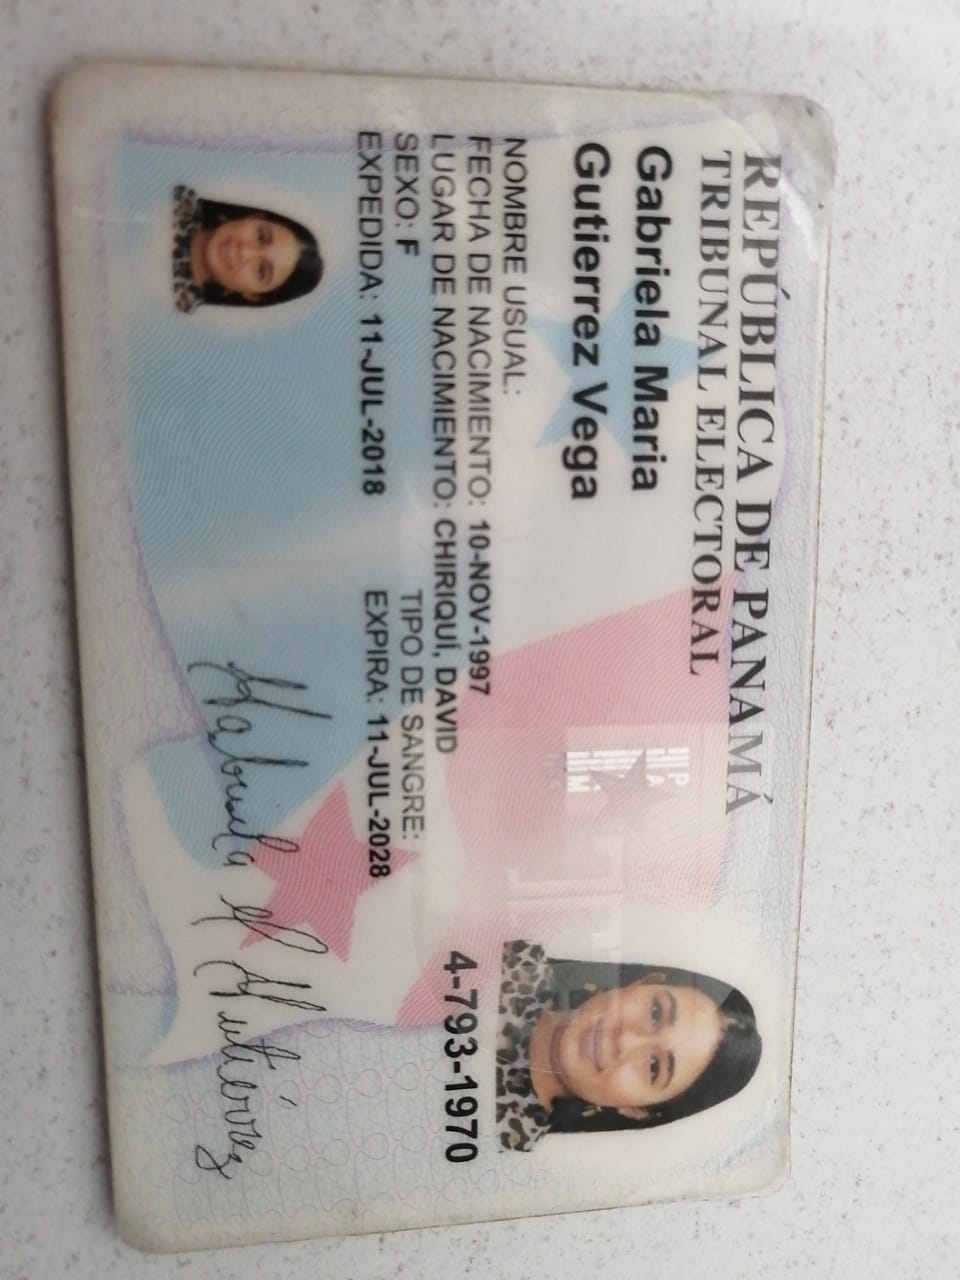 REPÚBLICA DE PANAMÁ
TRIBUNAL ELECTORAL
Gabriela Maria
Gutierrez Vega
NOMBRE USUAL:
FECHA DE NACIMIENTO: 10-NOV-1997
LUGAR DE NACIMIENTO: CHIRIQUÍ, DAVID
SEXO: F TIPO DE SANGRE:
EXPEDIDA: 11-JUL-2018 EXPIRA: 11-JUL-2028
4-793-1970
Gabriela M Gutiérrez